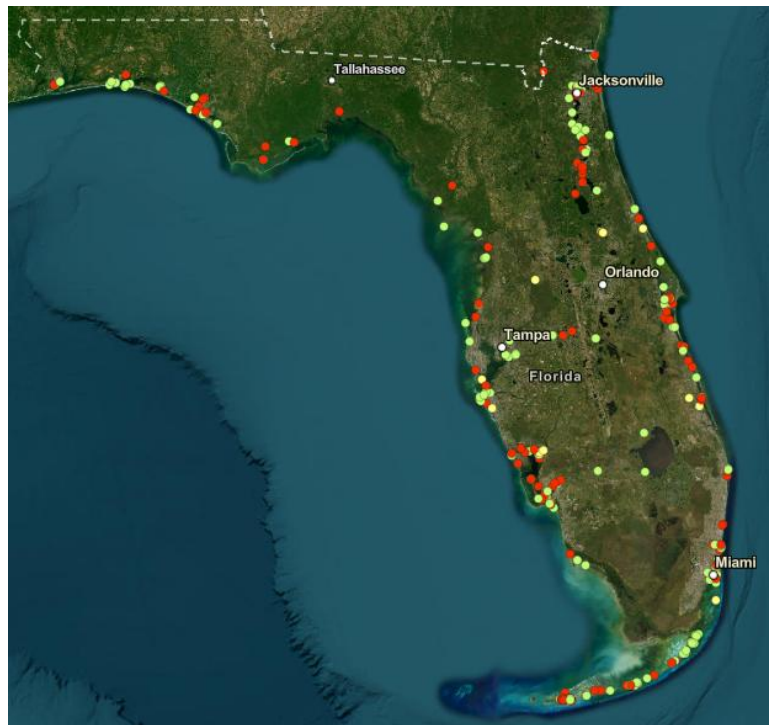 Tallahassee
Jacksonville
Orlando
Tampa
Florida
Miami